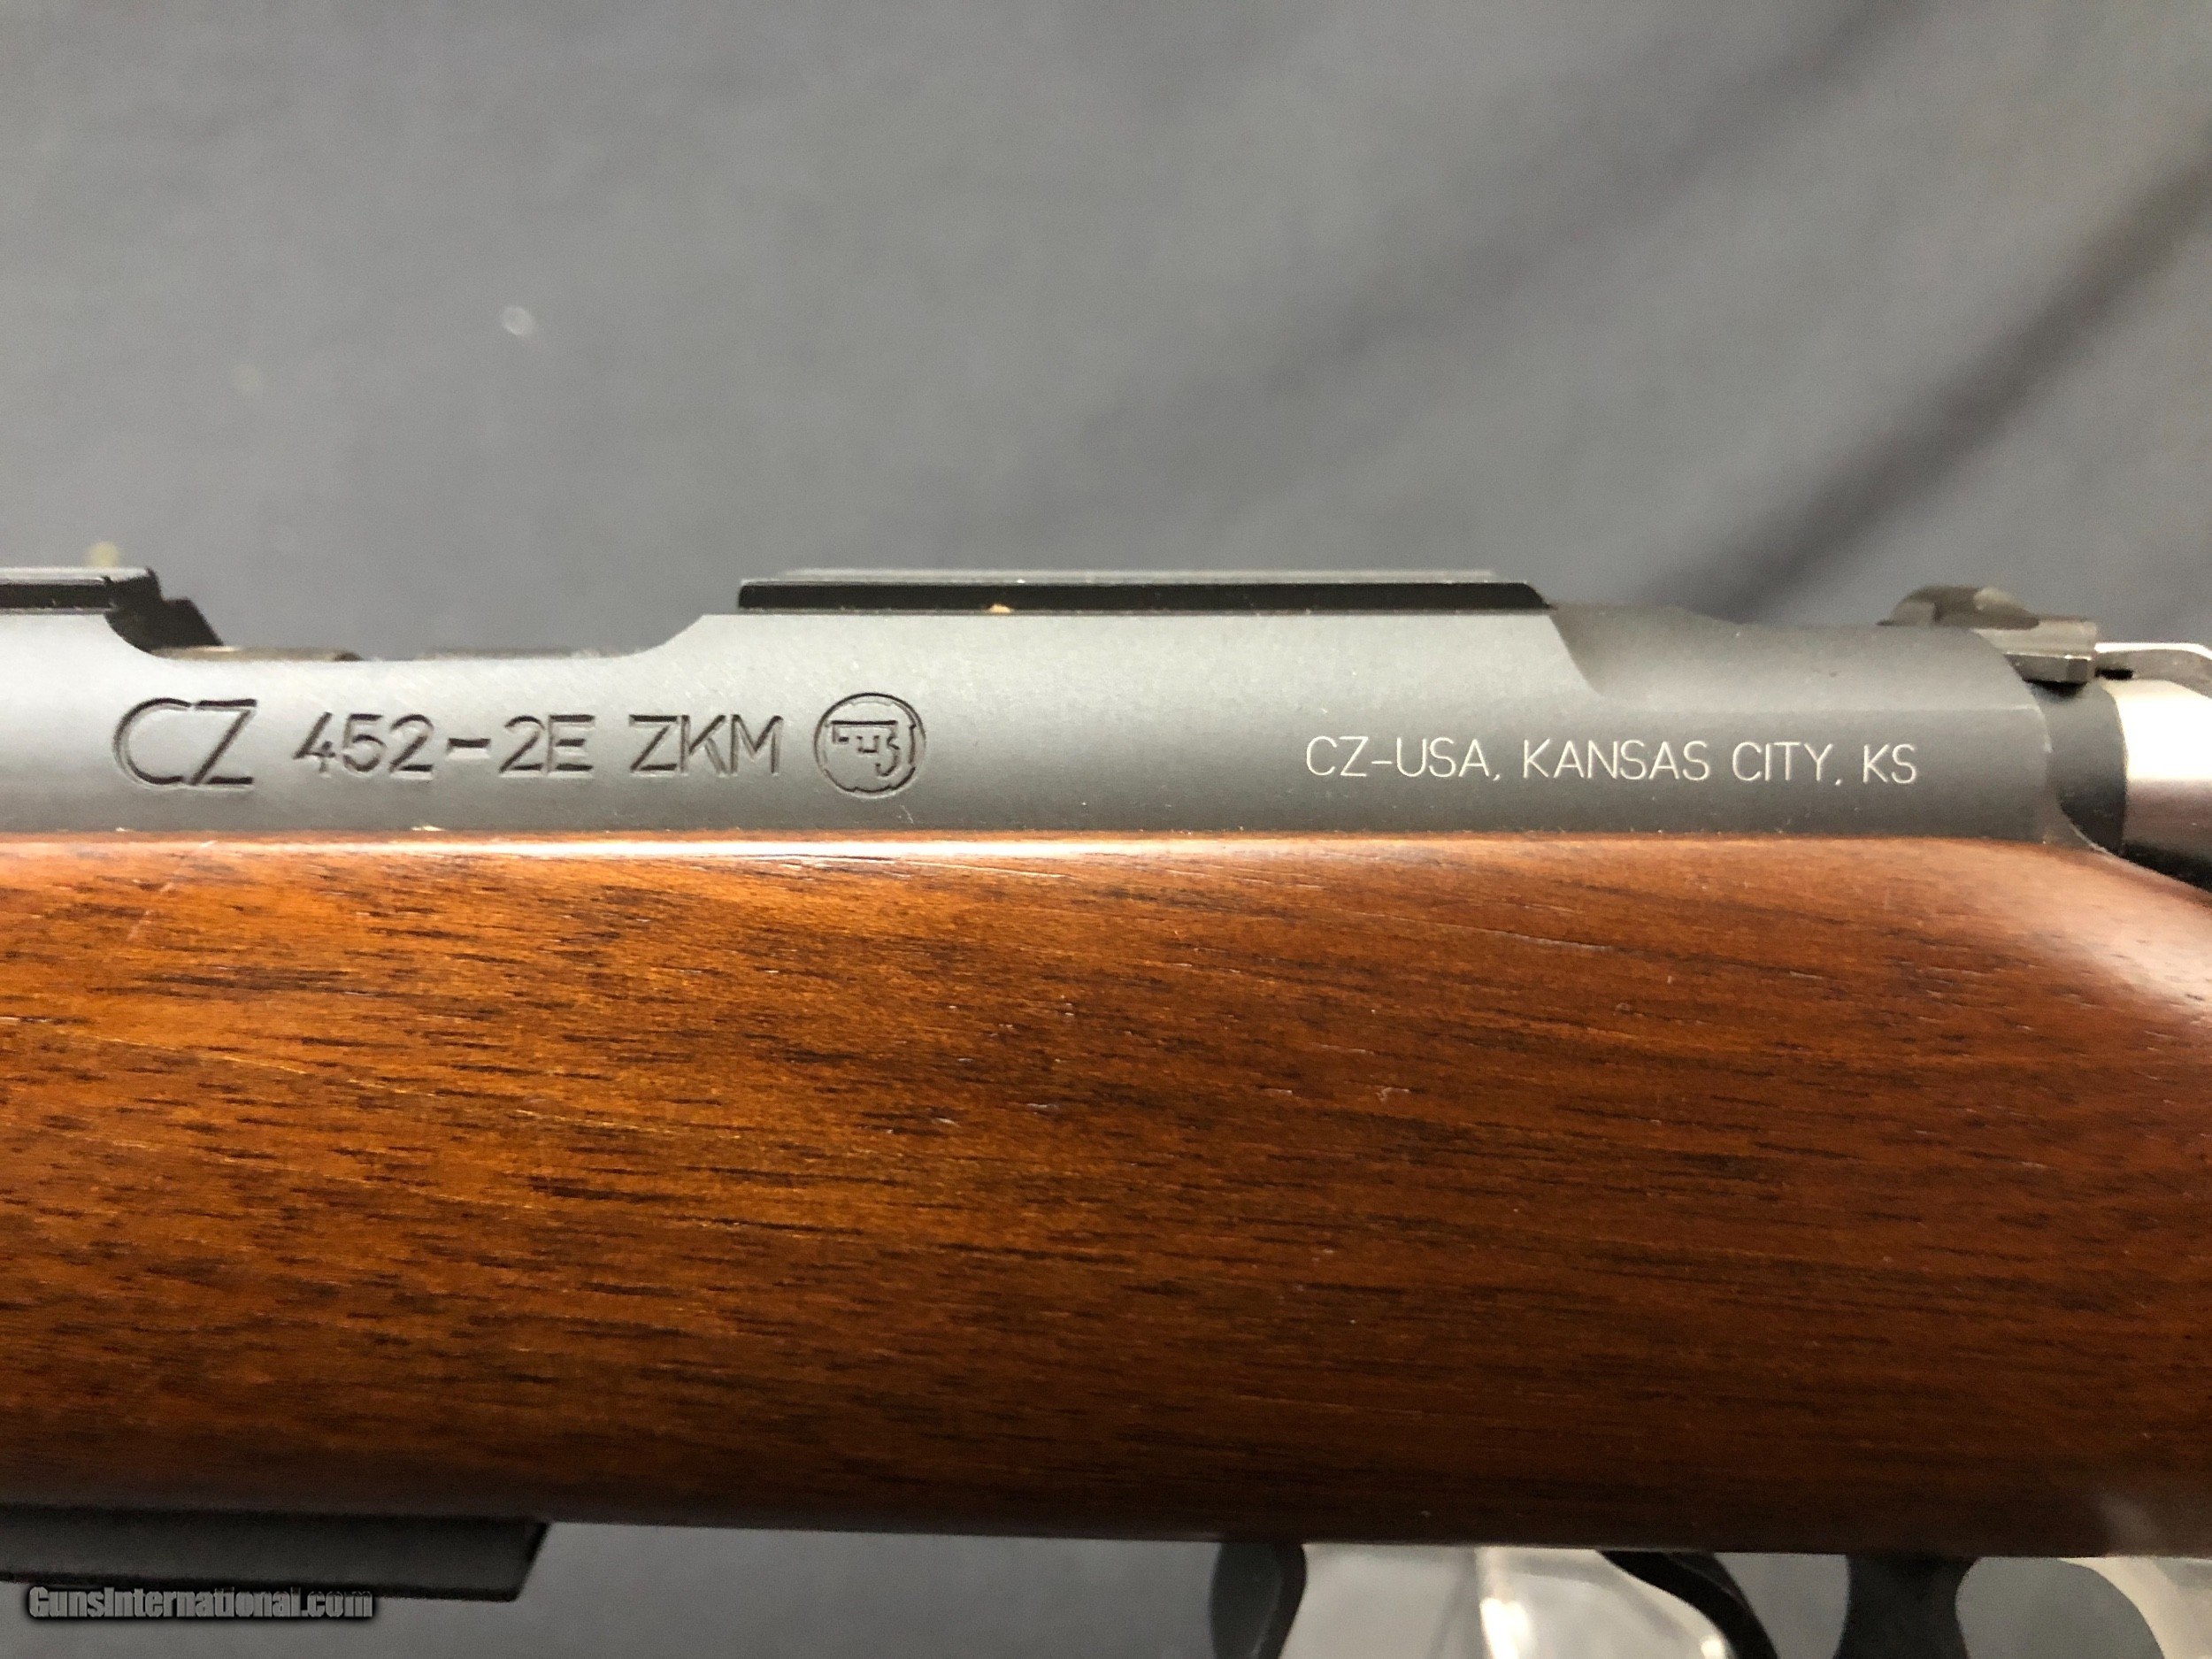 CZ 452-2E ZKM
CZ-USA, KANSAS CITY, KS
GunsInternational.com